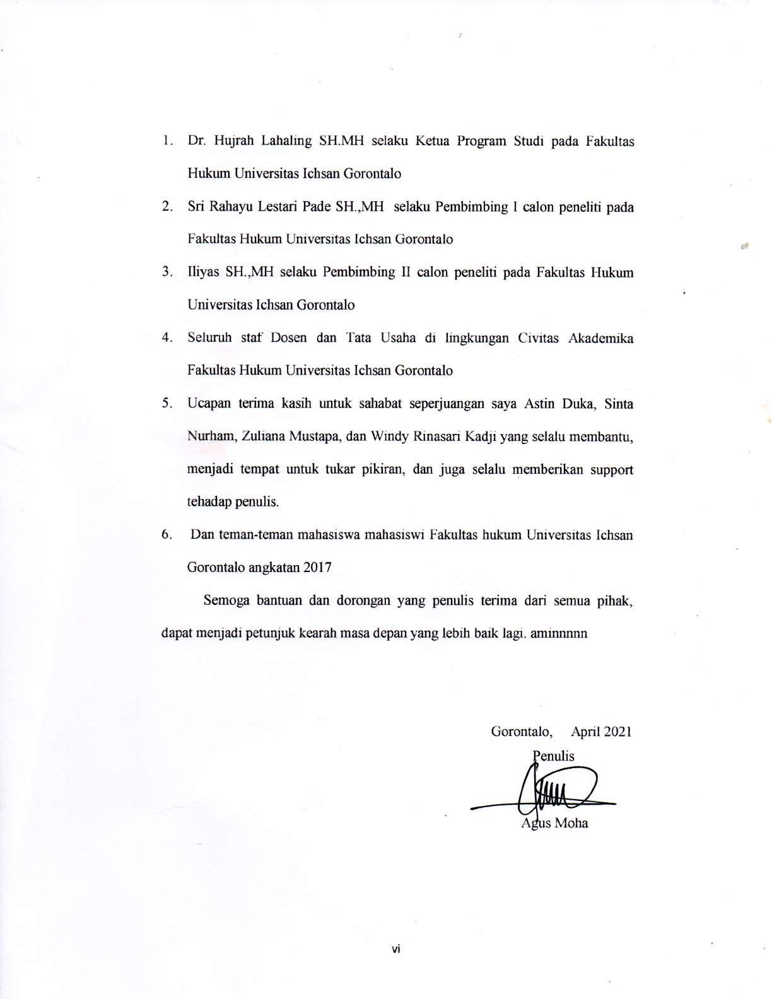 1. Dr. Hujrah Lahaling SH.MH selaku Ketua Program Studi pada Fakultas
Hukum Universitas Ichsan Gorontalo
2. Sri Rahayu Lestari Pade SH.,MH selaku Pembimbing I calon peneliti pada
Fakultas Hukum Universitas Ichsan Gorontalo
3. Iliyas SH.,MH selaku Pembimbing II calon peneliti pada Fakultas Hukum
Universitas Ichsan Gorontalo
4. Seluruh staf Dosen dan Tata Usaha di lingkungan Civitas Akademika
Fakultas Hukum Universitas Ichsan Gorontalo
5. Ucapan terima kasih untuk sahabat seperjuangan saya Astin Duka, Sinta
Nurham, Zuliana Mustapa, dan Windy Rinasari Kadji yang selalu membantu,
menjadi tempat untuk tukar pikiran, dan juga selalu memberikan support
tehadap penulis.
6. Dan teman-teman mahasiswa mahasiswi Fakultas hukum Universitas Ichsan
Gorontalo angkatan 2017
Semoga bantuan dan dorongan yang penulis terima dari semua pihak,
dapat menjadi petunjuk kearah masa depan yang lebih baik lagi. aminnnnn
Gorontalo, April 2021
Penulis
Agus Moha
vi